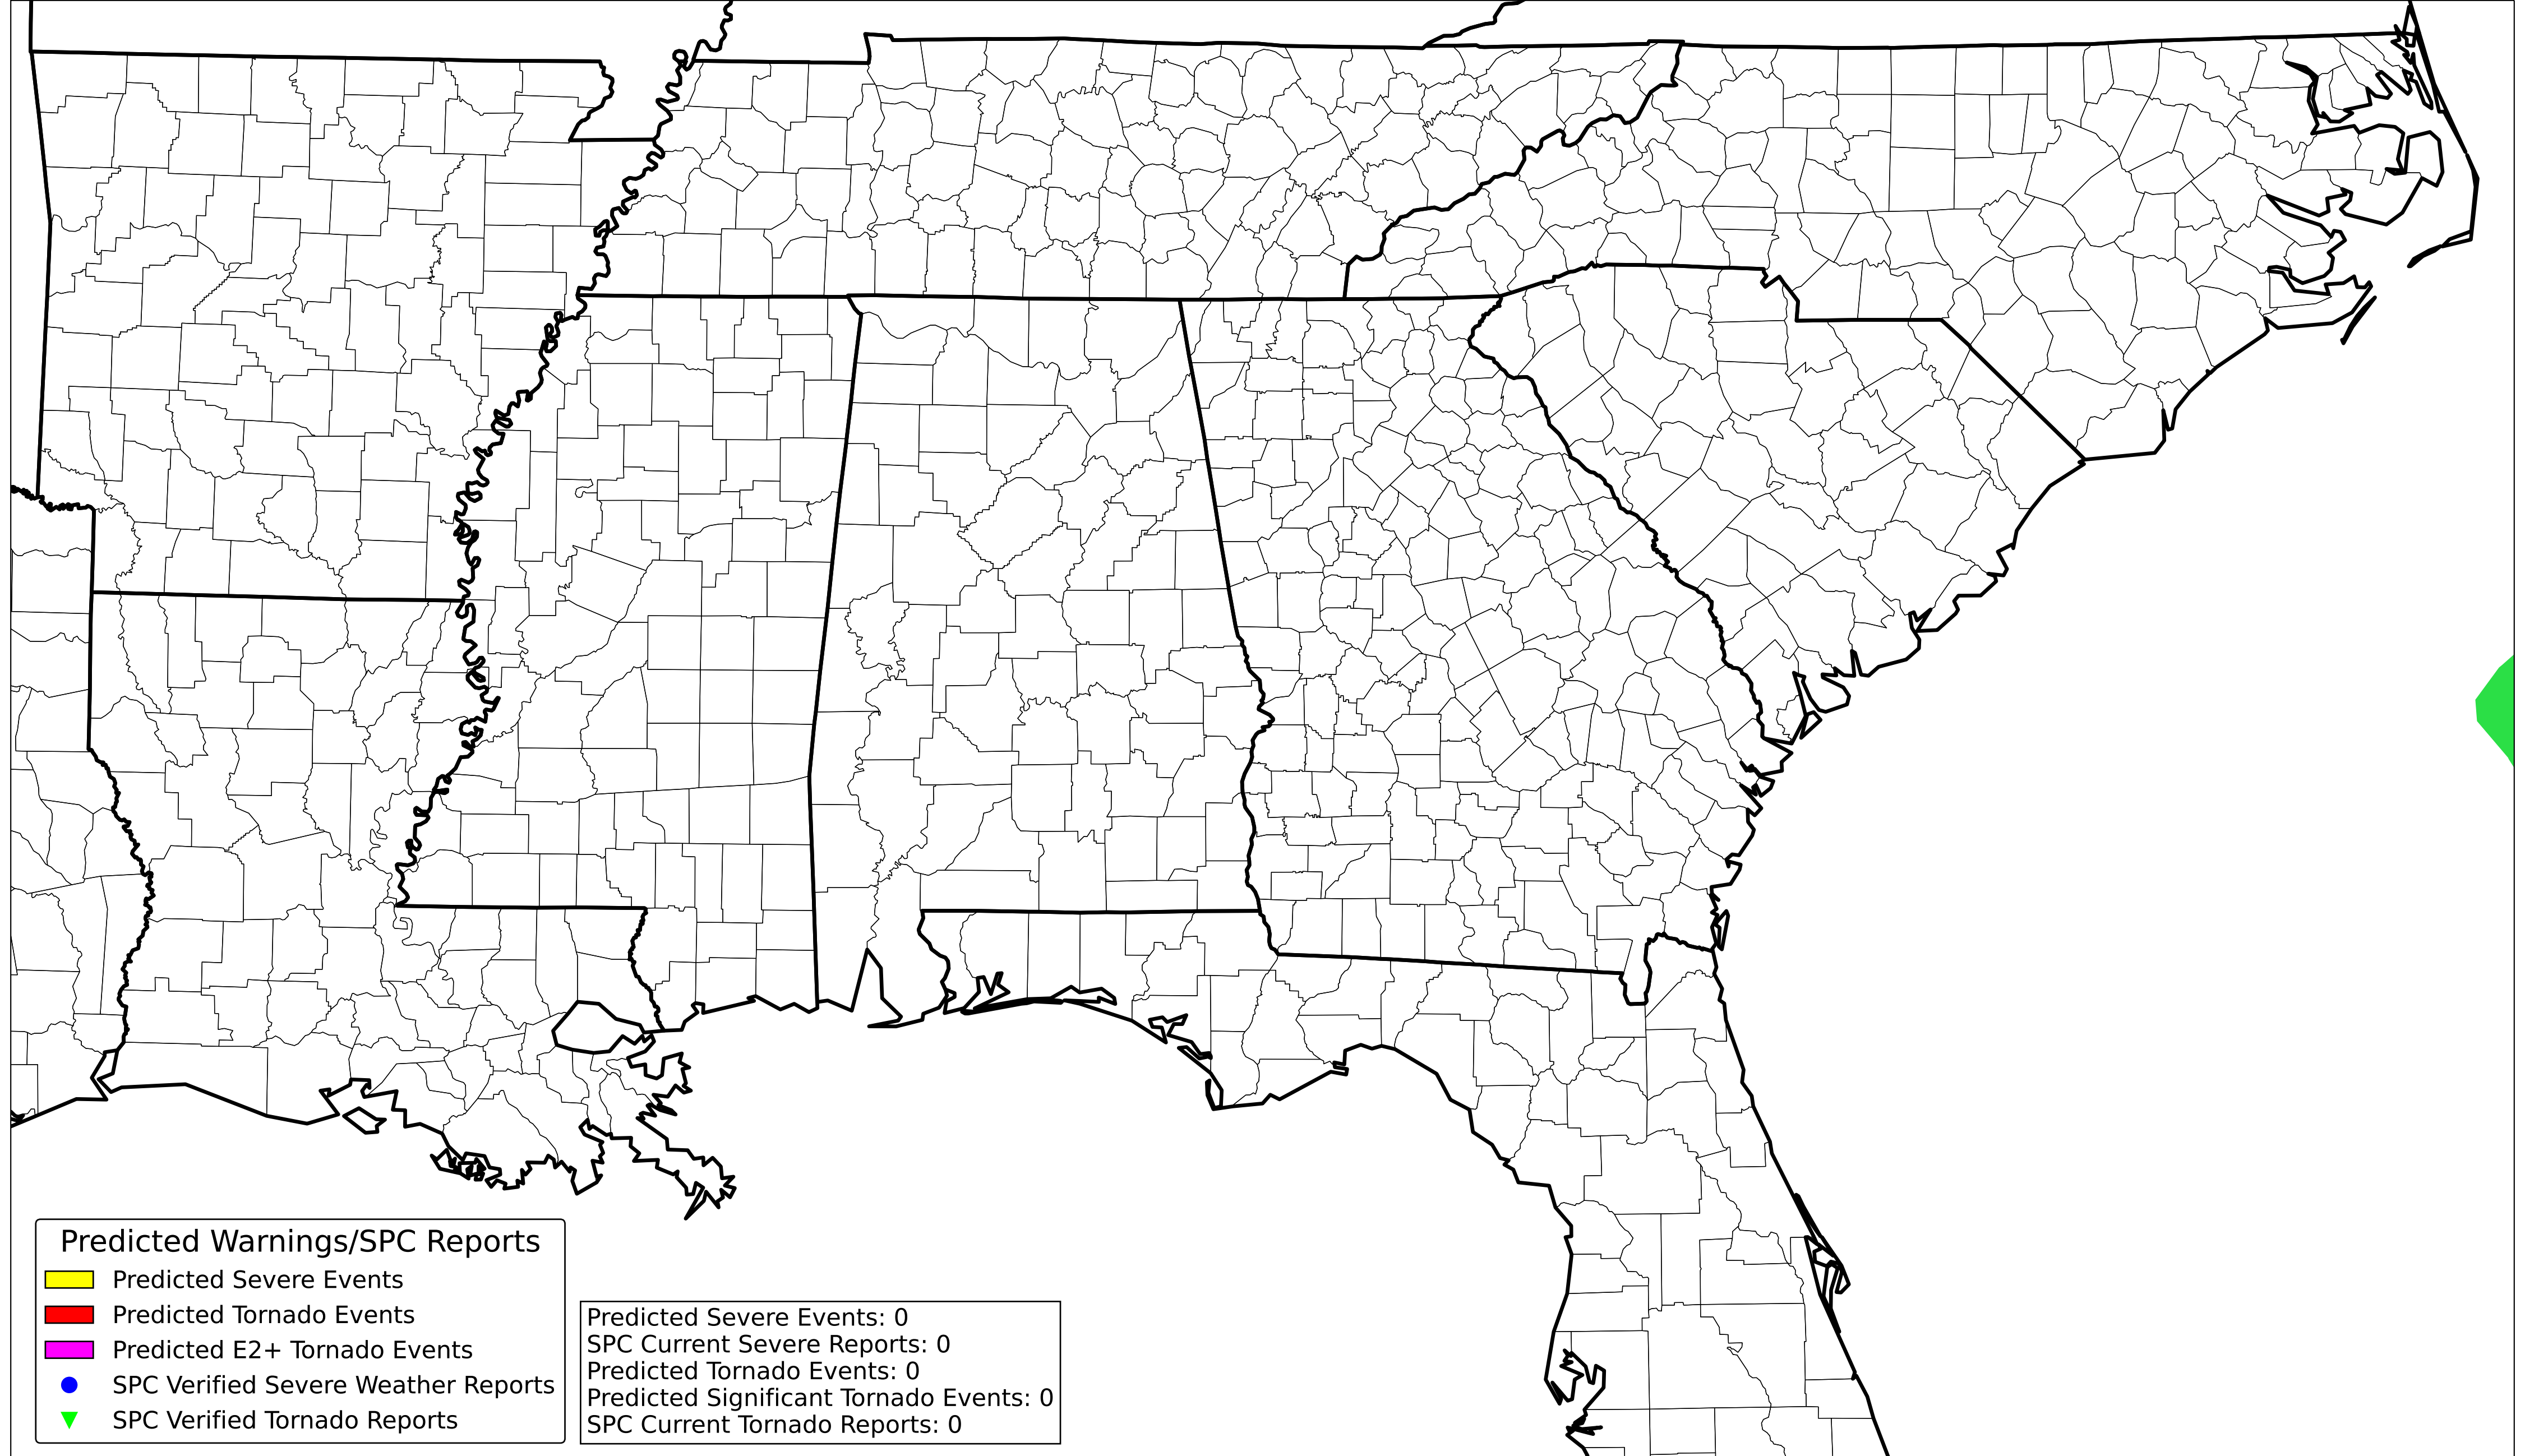 Predicted Warnings/SPC Reports
Predicted Severe Events
Predicted Tornado Events
Predicted E2+ Tornado Events
SPC Verified Severe Weather Reports
SPC Verified Tornado Reports
Predicted Severe Events: 0
SPC Current Severe Reports: 0
Predicted Tornado Events: 0
Predicted Significant Tornado Events: 0
SPC Current Tornado Reports: 0